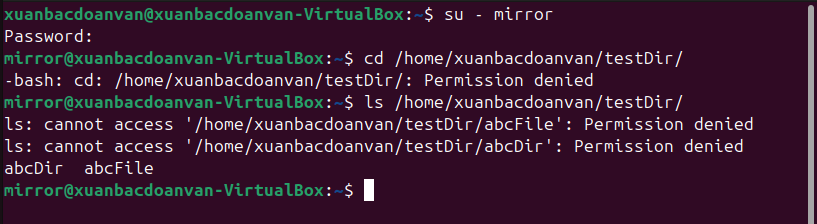 xuanbacdoanvan@xuanbacdoanvan-VirtualBox:~$ su - mirror
Password:
mirror@xuanbacdoanvan-VirtualBox:~$ cd /home/xuanbacdoanvan/testDir/
-bash: cd: /home/xuanbacdoanvan/testDir/: Permission denied
mirror@xuanbacdoanvan-VirtualBox:~$ ls /home/xuanbacdoanvan/testDir/
ls: cannot access '/home/xuanbacdoanvan/testDir/abcFile': Permission denied
ls: cannot access '/home/xuanbacdoanvan/testDir/abcDir': Permission denied
abcDir  abcFile
mirror@xuanbacdoanvan-VirtualBox:~$